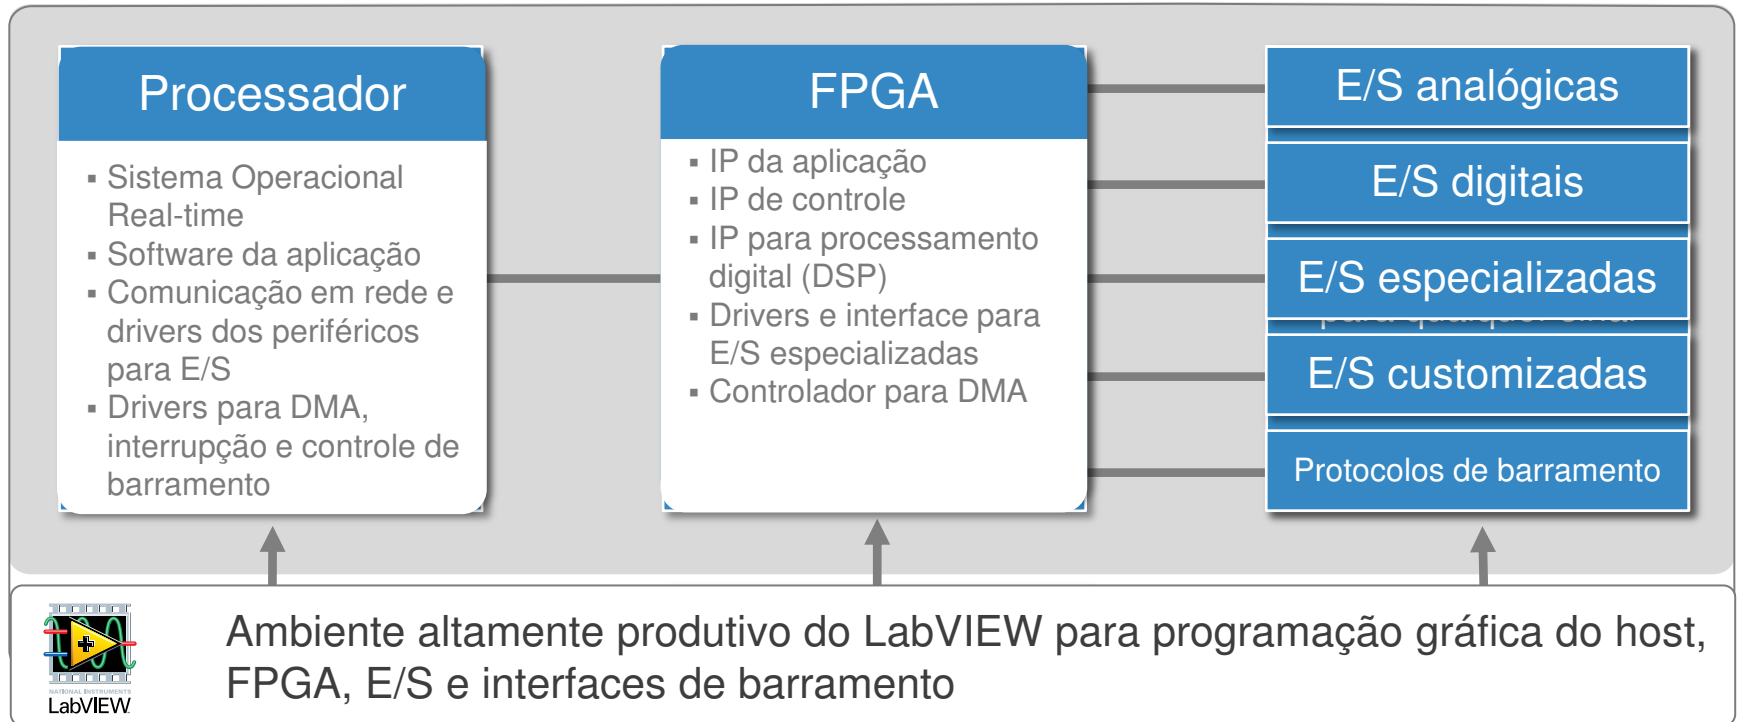 Processador
▪ Sistema Operacional
Real-time
▪ Software da aplicação
▪ Comunicação em rede e
drivers dos periféricos
para E/S
▪ Drivers para DMA,
interrupção e controle de
barramento
FPGA
▪ IP da aplicação
▪ IP de controle
▪ IP para processamento
digital (DSP)
▪ Drivers e interface para
E/S especializadas
▪ Controlador para DMA
E/S analógicas
E/S digitais
E/S especializadas
E/S customizadas
Protocolos de barramento
NATIONAL INSTRUMENTS
LabVIEW
Ambiente altamente produtivo do LabVIEW para programação gráfica do host,
FPGA, E/S e interfaces de barramento